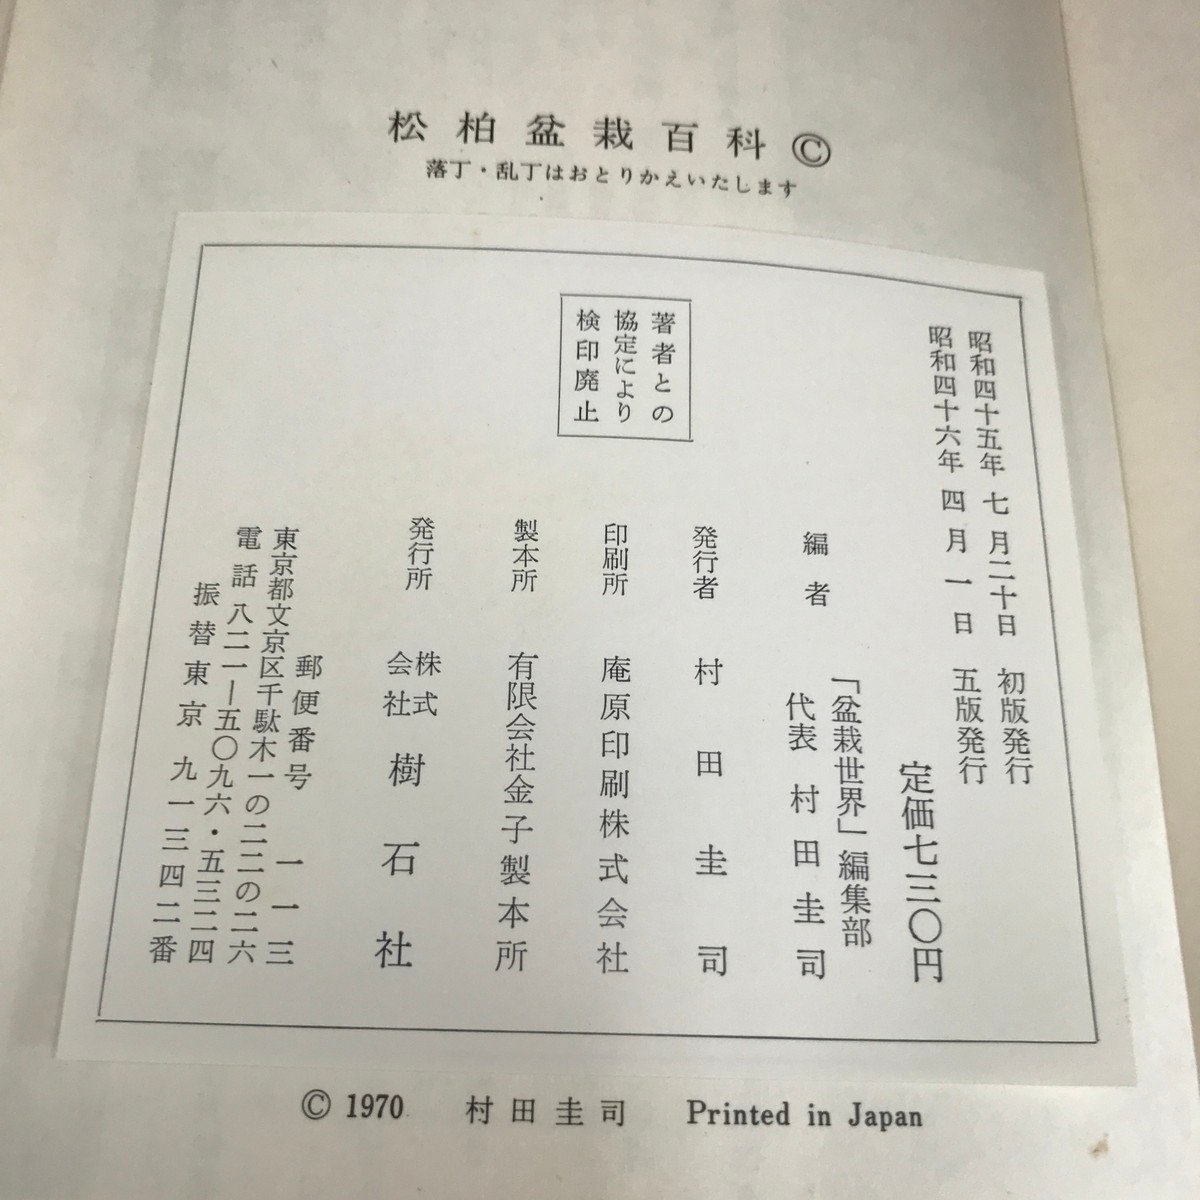 松柏盆栽百科©
落丁・乱丁はおとりかえいたします
昭和四十五年七月二十日 初版発行
昭和四十六年四月一日 五版発行
定価七三〇円
編者 「盆栽世界」編集部
代表 村田圭司
発行者 村田圭司
印刷所 庵原印刷株式会社
製本所 有限会社金子製本所
発行所 株式会社 樹石社
郵便番号 一一三
東京都文京区千駄木一の二二の二六
電話 八二一ー五〇九六・五三二四
振替東京 九一三四二番
著者との
協定により
検印廃止
© 1970 村田圭司 Printed in Japan